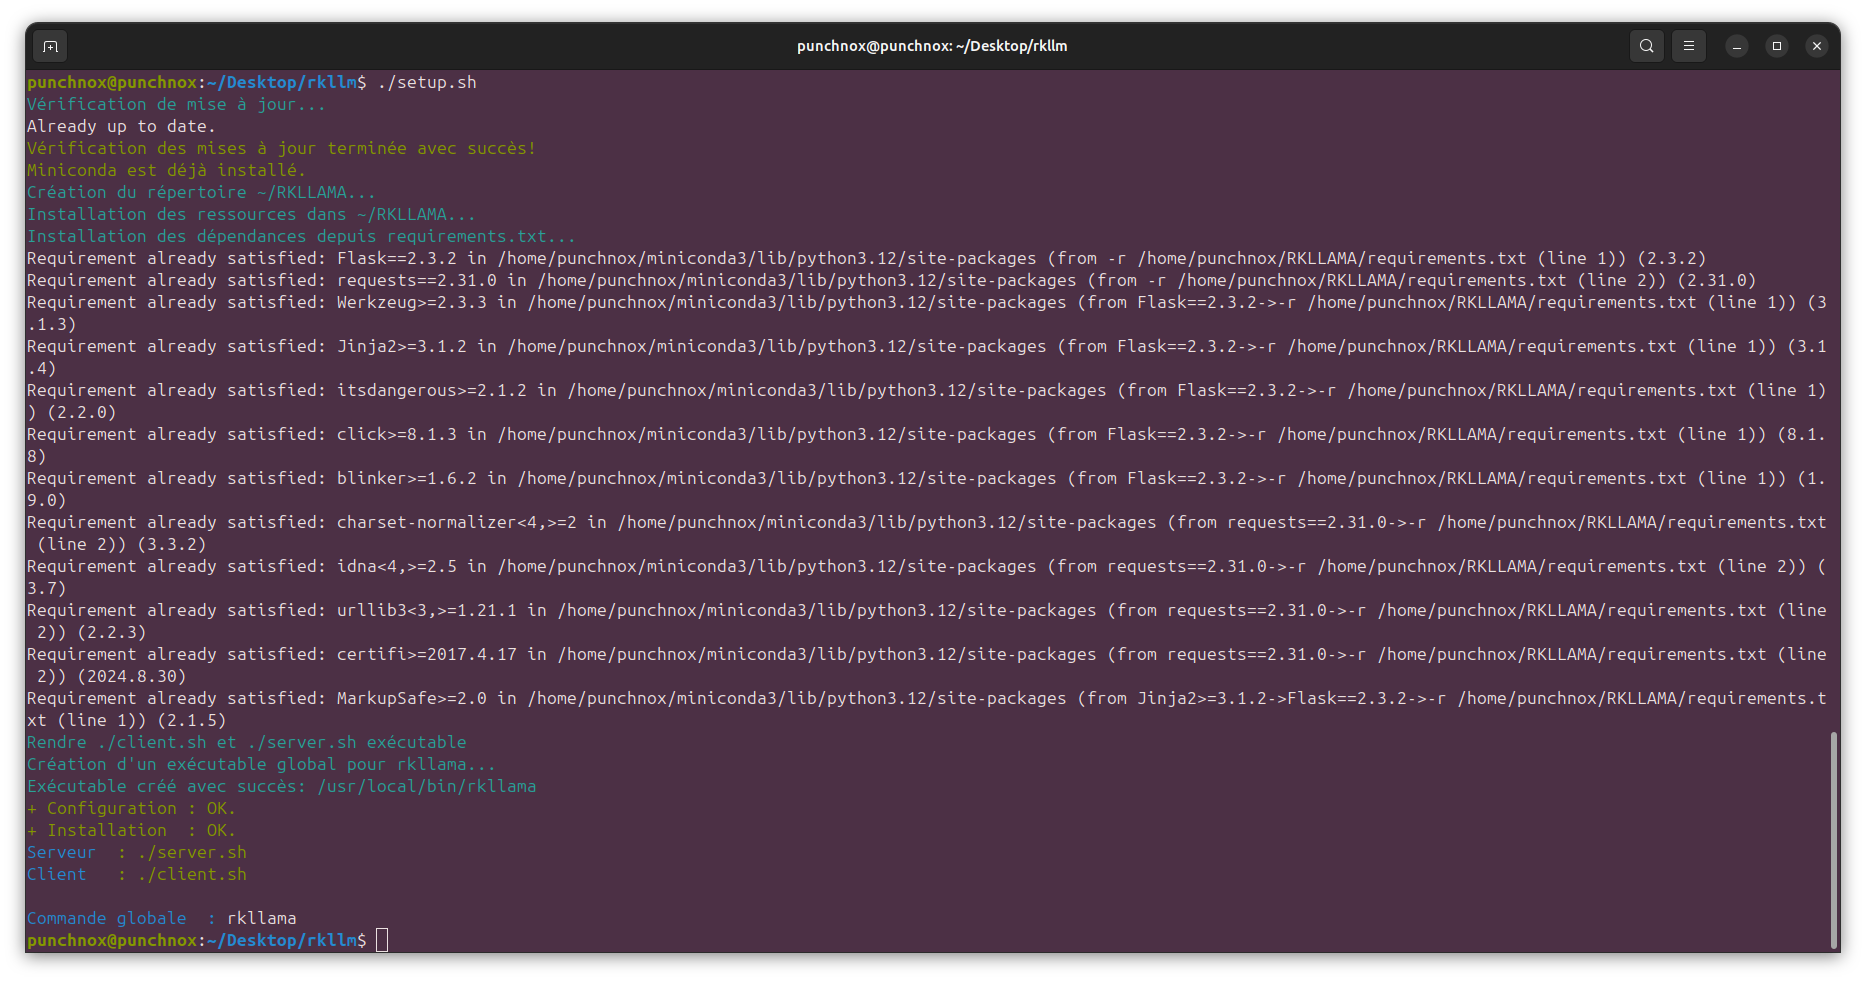 punchnox@punchnox: ~/Desktop/rkllm
punchnox@punchnox:~/Desktop/rkllm$ ./setup.sh
Vérification de mise à jour...
Already up to date.
Vérification des mises à jour terminée avec succès!
Miniconda est déjà installé.
Création du répertoire ~/RKLLAMA...
Installation des ressources dans ~/RKLLAMA...
Installation des dépendances depuis requirements.txt...
Requirement already satisfied: Flask==2.3.2 in /home/punchnox/miniconda3/lib/python3.12/site-packages (from -r /home/punchnox/RKLLAMA/requirements.txt (line 1)) (2.3.2)
Requirement already satisfied: requests==2.31.0 in /home/punchnox/miniconda3/lib/python3.12/site-packages (from -r /home/punchnox/RKLLAMA/requirements.txt (line 2)) (2.31.0)
Requirement already satisfied: Werkzeug>=2.3.3 in /home/punchnox/miniconda3/lib/python3.12/site-packages (from Flask==2.3.2->-r /home/punchnox/RKLLAMA/requirements.txt (line 1)) (3
.1.3)
Requirement already satisfied: Jinja2>=3.1.2 in /home/punchnox/miniconda3/lib/python3.12/site-packages (from Flask==2.3.2->-r /home/punchnox/RKLLAMA/requirements.txt (line 1)) (3.1
.4)
Requirement already satisfied: itsdangerous>=2.1.2 in /home/punchnox/miniconda3/lib/python3.12/site-packages (from Flask==2.3.2->-r /home/punchnox/RKLLAMA/requirements.txt (line 1)
) (2.2.0)
Requirement already satisfied: click>=8.1.3 in /home/punchnox/miniconda3/lib/python3.12/site-packages (from Flask==2.3.2->-r /home/punchnox/RKLLAMA/requirements.txt (line 1)) (8.1.
8)
Requirement already satisfied: blinker>=1.6.2 in /home/punchnox/miniconda3/lib/python3.12/site-packages (from Flask==2.3.2->-r /home/punchnox/RKLLAMA/requirements.txt (line 1)) (1.
9.0)
Requirement already satisfied: charset-normalizer<4,>=2 in /home/punchnox/miniconda3/lib/python3.12/site-packages (from requests==2.31.0->-r /home/punchnox/RKLLAMA/requirements.txt
 (line 2)) (3.3.2)
Requirement already satisfied: idna<4,>=2.5 in /home/punchnox/miniconda3/lib/python3.12/site-packages (from requests==2.31.0->-r /home/punchnox/RKLLAMA/requirements.txt (line 2)) (
3.7)
Requirement already satisfied: urllib3<3,>=1.21.1 in /home/punchnox/miniconda3/lib/python3.12/site-packages (from requests==2.31.0->-r /home/punchnox/RKLLAMA/requirements.txt (line
 2)) (2.2.3)
Requirement already satisfied: certifi>=2017.4.17 in /home/punchnox/miniconda3/lib/python3.12/site-packages (from requests==2.31.0->-r /home/punchnox/RKLLAMA/requirements.txt (line
 2)) (2024.8.30)
Requirement already satisfied: MarkupSafe>=2.0 in /home/punchnox/miniconda3/lib/python3.12/site-packages (from Jinja2>=3.1.2->Flask==2.3.2->-r /home/punchnox/RKLLAMA/requirements.t
xt (line 1)) (2.1.5)
Rendre ./client.sh et ./server.sh exécutable
Création d'un exécutable global pour rkllama...
Exécutable créé avec succès: /usr/local/bin/rkllama
+ Configuration : OK.
+ Installation  : OK.
Serveur  : ./server.sh
Client   : ./client.sh
Commande globale  : rkllama
punchnox@punchnox:~/Desktop/rkllm$